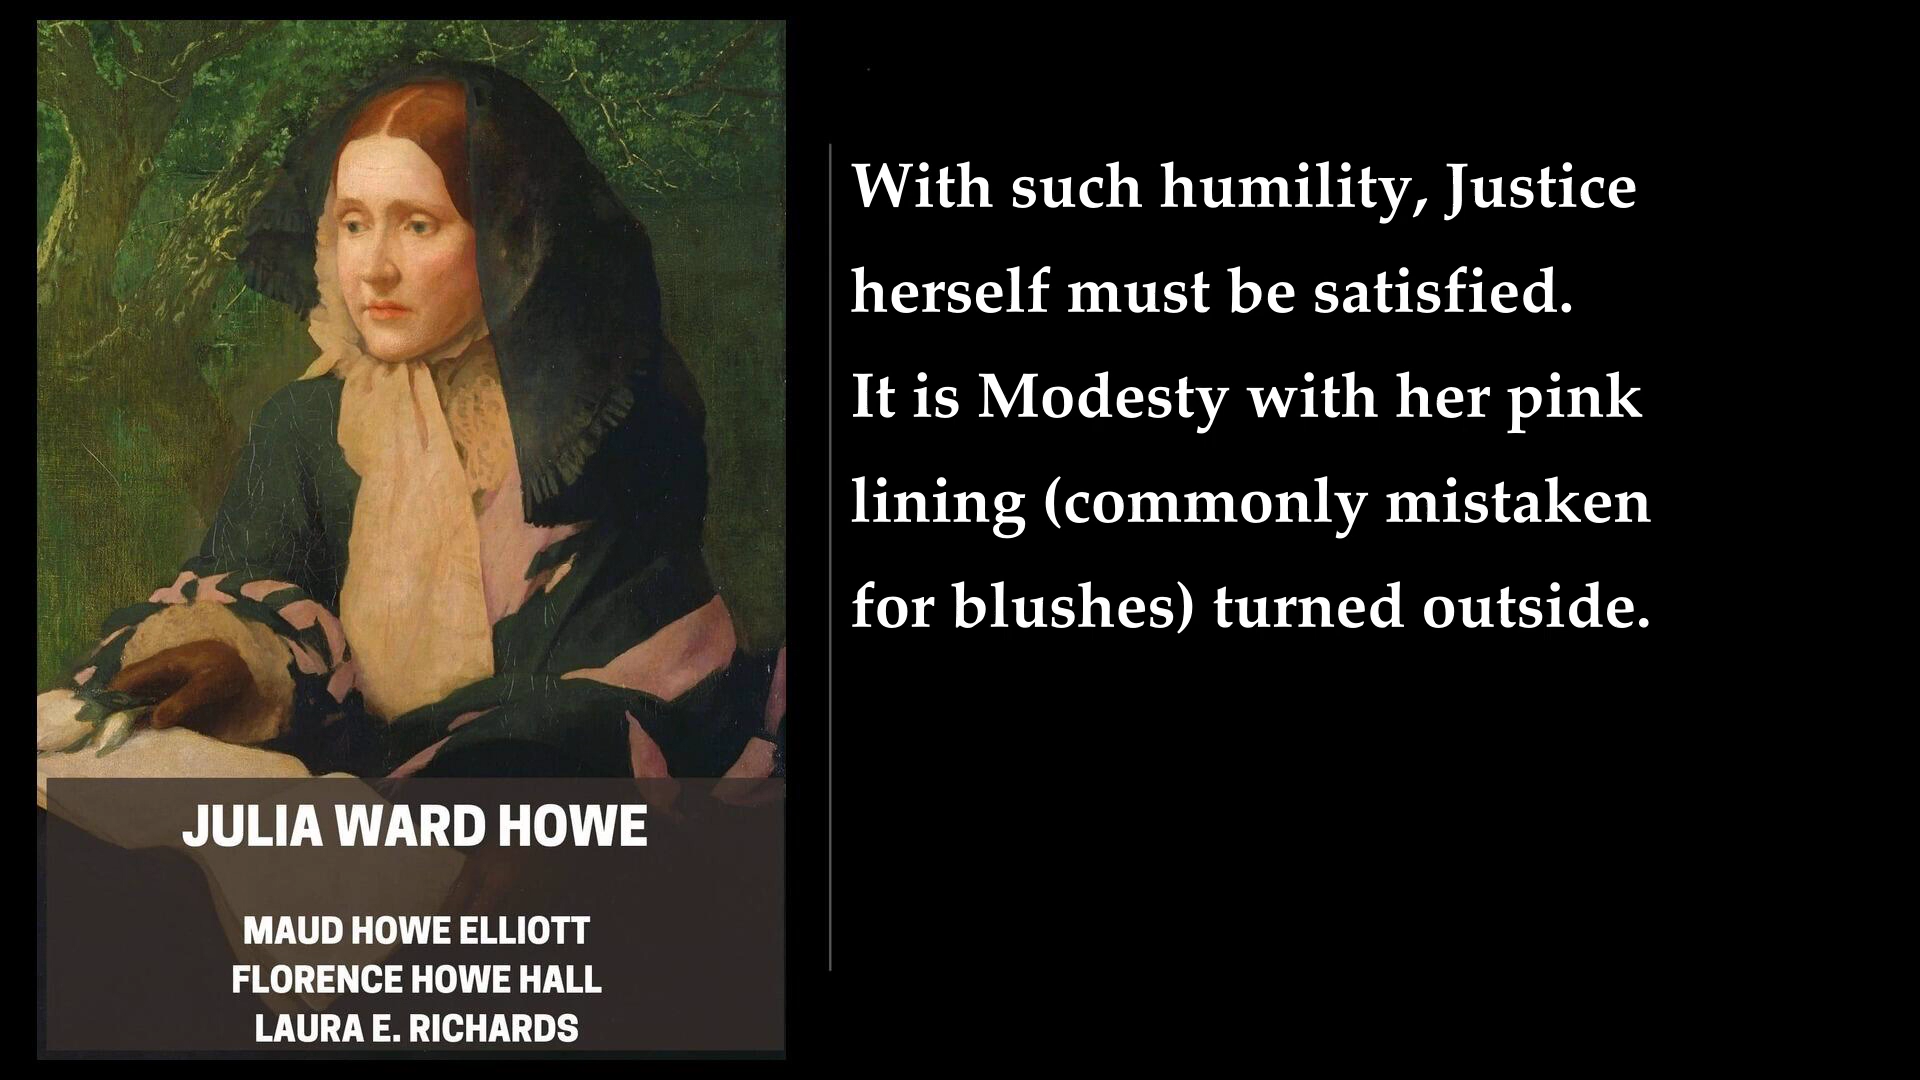 With such humility, Justice
herself must be satisfied.
It is Modesty with her pink
lining (commonly mistaken
for blushes) turned outside.
JULIA WARD HOWE
MAUD HOWE ELLIOTT
FLORENCE HOWE HALL
LAURA E. RICHARDS